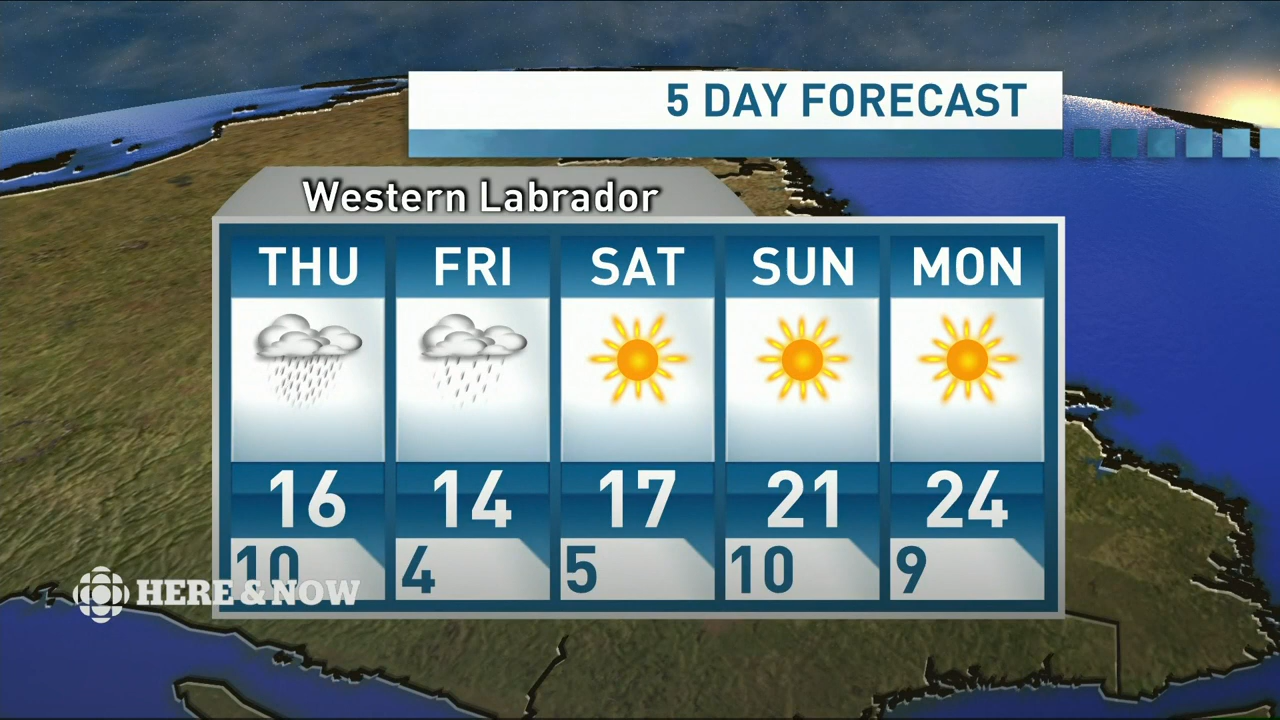 5 DAY FORECAST
Western Labrador
THU FRI SAT SUN MON
16 14 17 21 24
10 4 5 10 9
HERE & NOW